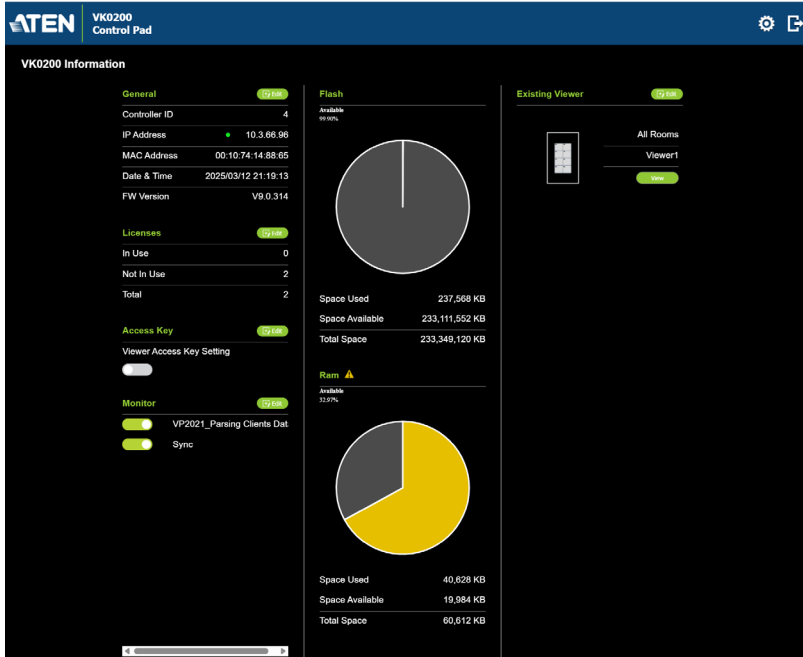 ATEN
VK0200
Control Pad
VK0200 Information
General
Edit
Controller ID 4
IP Address 10.3.66.96
MAC Address 00:10:74:14:88:65
Date & Time 2025/03/12 21:19:13
FW Version V9.0.314
Licenses
Edit
In Use 0
Not In Use 2
Total 2
Access Key
Edit
Viewer Access Key Setting
Monitor
Edit
VP2021_Parsing Clients Dat
Sync
Flash
Available
99.90%
Space Used 237,568 KB
Space Available 233,111,552 KB
Total Space 233,349,120 KB
Ram
Available
32.97%
Space Used 40,628 KB
Space Available 19,984 KB
Total Space 60,612 KB
Existing Viewer
Edit
All Rooms
Viewer1
View